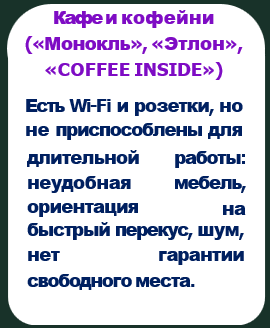 Кафе и кофейни
(«Монокль», «Этлон»,
«COFFEE INSIDE»)
Есть Wi-Fi и розетки, но
не приспособлены для
длительной работы:
неудобная мебель,
ориентация на
быстрый перекус, шум,
нет гарантии
свободного места.